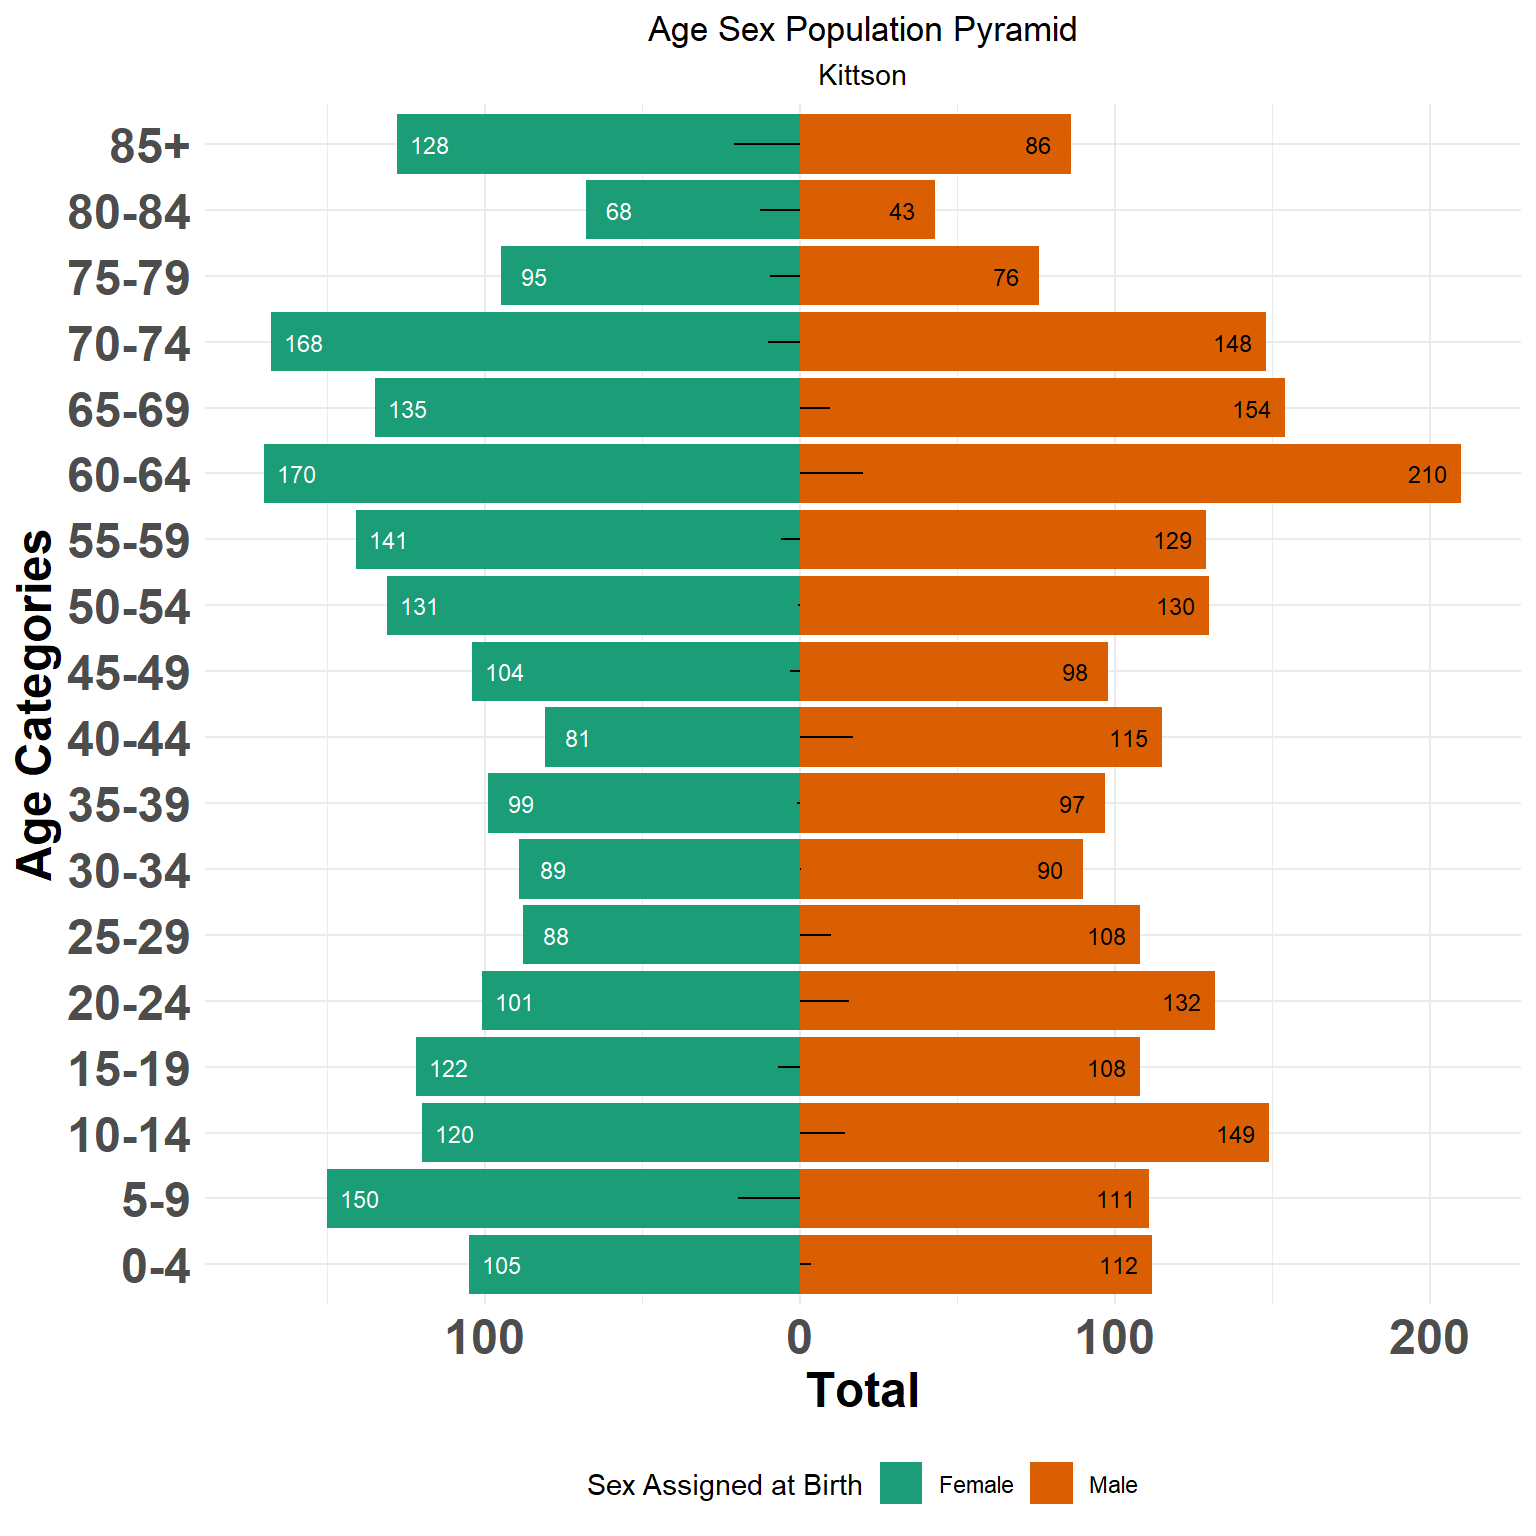 Age Sex Population Pyramid
Kittson
Age Categories
85+ 128 86
80-84 68 43
75-79 95 76
70-74 168 148
65-69 135 154
60-64 170 210
55-59 141 129
50-54 131 130
45-49 104 98
40-44 81 115
35-39 99 97
30-34 89 90
25-29 88 108
20-24 101 132
15-19 122 108
10-14 120 149
5-9 150 111
0-4 105 112
100 0 100 200
Total
Sex Assigned at Birth Female Male